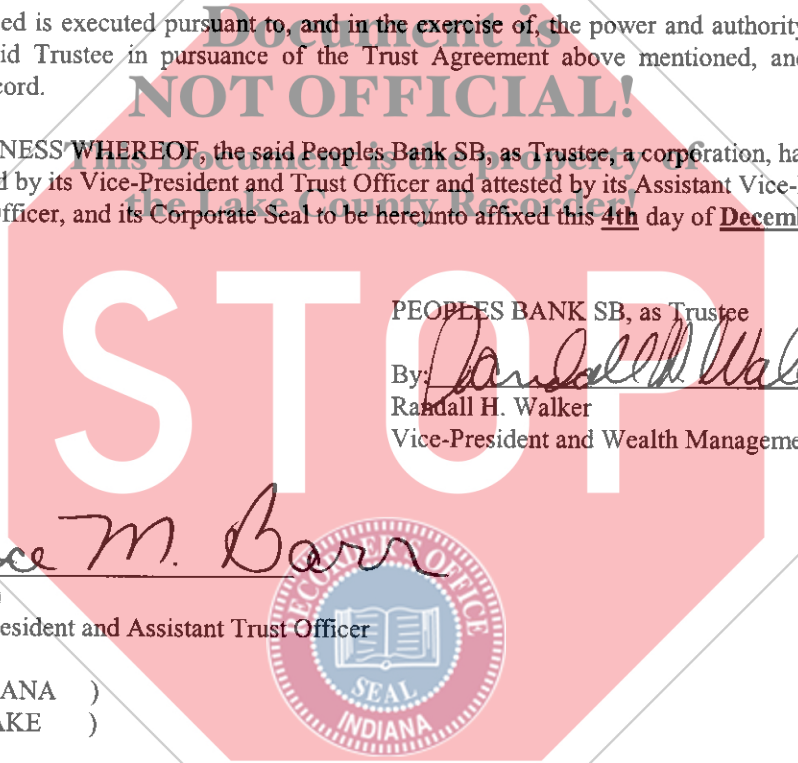 ed is executed pursuant to, and in the exercise of, the power and authority
id Trustee in pursuance of the Trust Agreement above mentioned, and
cord.
Document is
NOT OFFICIAL!
This Document is the property of
the Lake County Recorder!
NESS WHEREOF, the said Peoples Bank SB, as Trustee, a corporation, ha
d by its Vice-President and Trust Officer and attested by its Assistant Vice-
fficer, and its Corporate Seal to be hereunto affixed this 4th day of Decem
STOP
PEOPLES BANK SB, as Trustee
By: Randall H. Wal
Randall H. Walker
Vice-President and Wealth Manageme
ce M. Barr
)
esident and Assistant Trust Officer
ANA )
AKE )
RECORDER'S OFFICE
SEAL
INDIANA